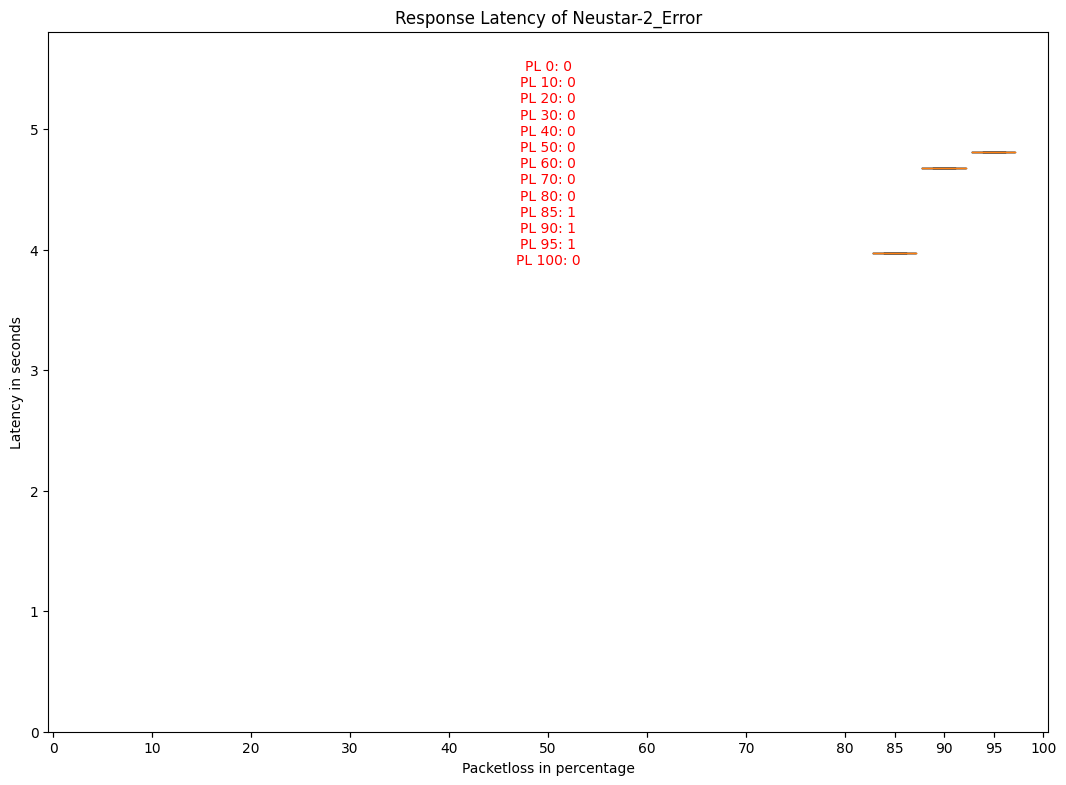 Response Latency of Neustar-2_Error
PL 0: 0
PL 10: 0
PL 20: 0
PL 30: 0
PL 40: 0
PL 50: 0
PL 60: 0
PL 70: 0
PL 80: 0
PL 85: 1
PL 90: 1
PL 95: 1
PL 100: 0
Latency in seconds
5
4
3
2
1
0
0 10 20 30 40 50 60 70 80 85 90 95 100
Packetloss in percentage